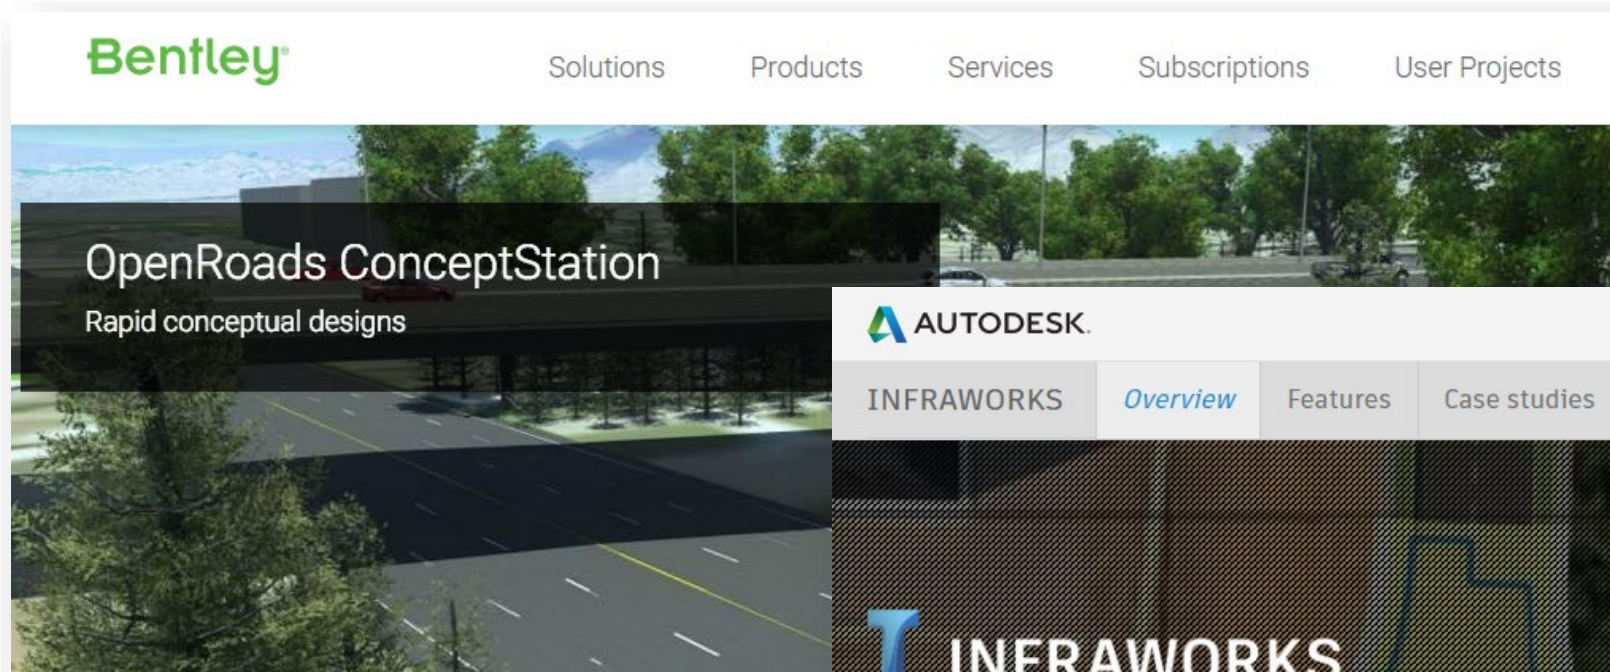 Bentley®
Solutions Products Services Subscriptions User Projects
OpenRoads ConceptStation
Rapid conceptual designs
AUTODESK.
INFRAWORKS Overview Features Case studies
INFRAWORKS